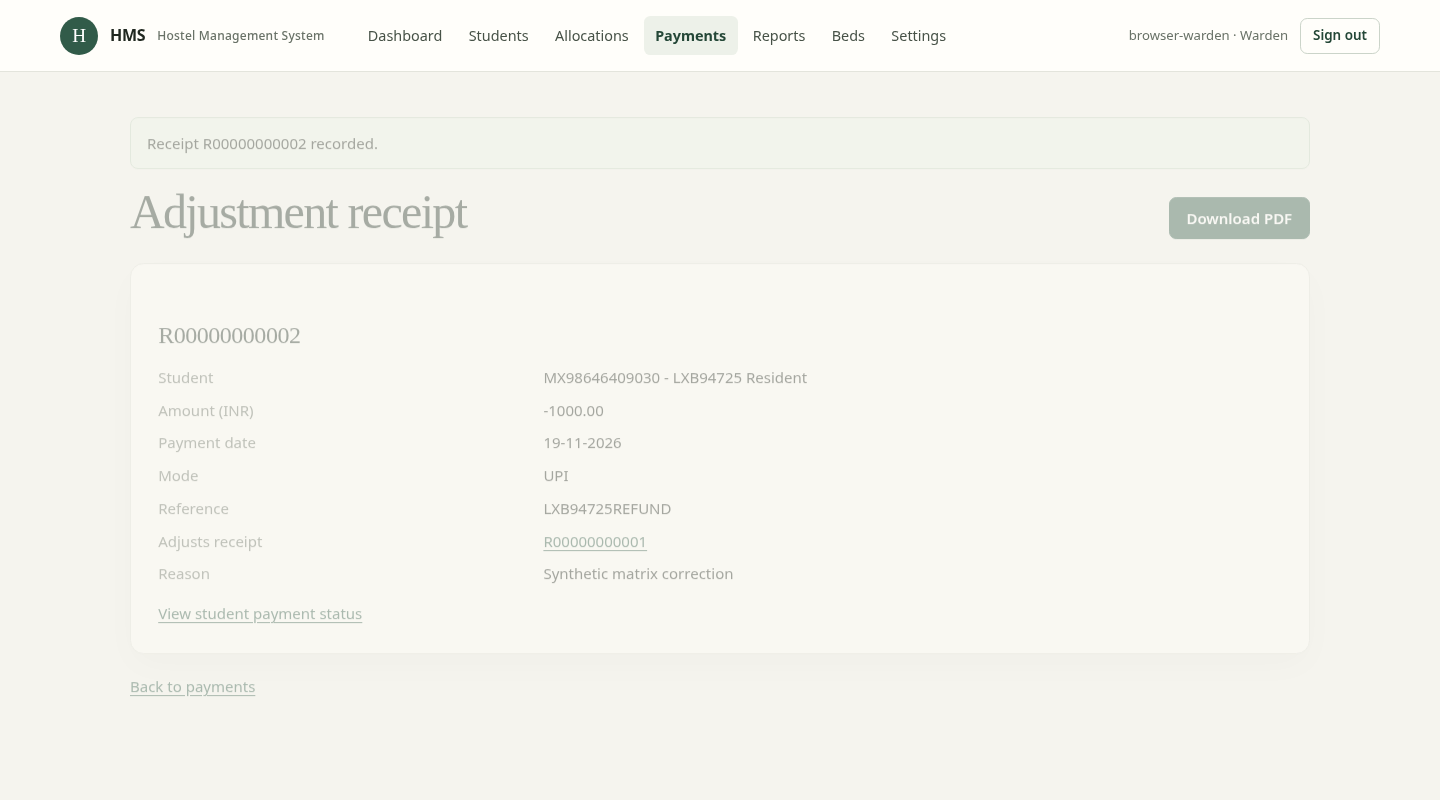 H HMS Hostel Management System Dashboard Students Allocations Payments Reports Beds Settings browser-warden · Warden Sign out
Receipt R00000000002 recorded.
Adjustment receipt Download PDF
R00000000002
Student MX98646409030 - LXB94725 Resident
Amount (INR) -1000.00
Payment date 19-11-2026
Mode UPI
Reference LXB94725REFUND
Adjusts receipt R00000000001
Reason Synthetic matrix correction
View student payment status
Back to payments